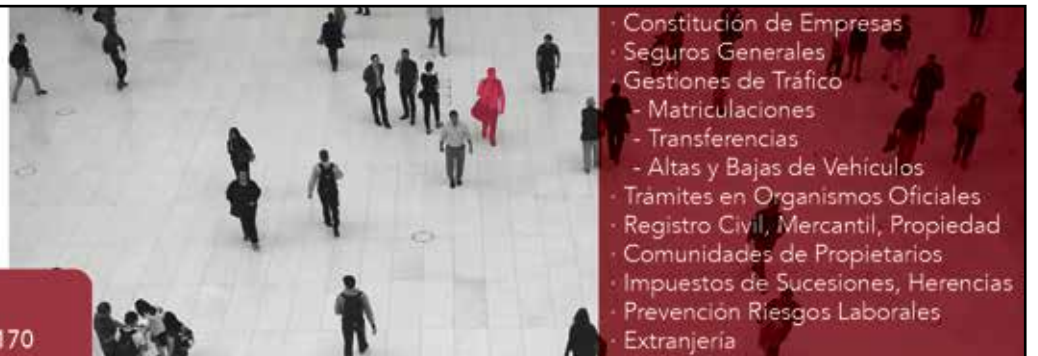 · Constitución de Empresas
· Seguros Generales
· Gestiones de Tráfico
- Matriculaciones
- Transferencias
- Altas y Bajas de Vehículos
· Trámites en Organismos Oficiales
· Registro Civil, Mercantil, Propiedad
· Comunidades de Propietarios
· Impuestos de Sucesiones, Herencias
· Prevención Riesgos Laborales
· Extranjería
170